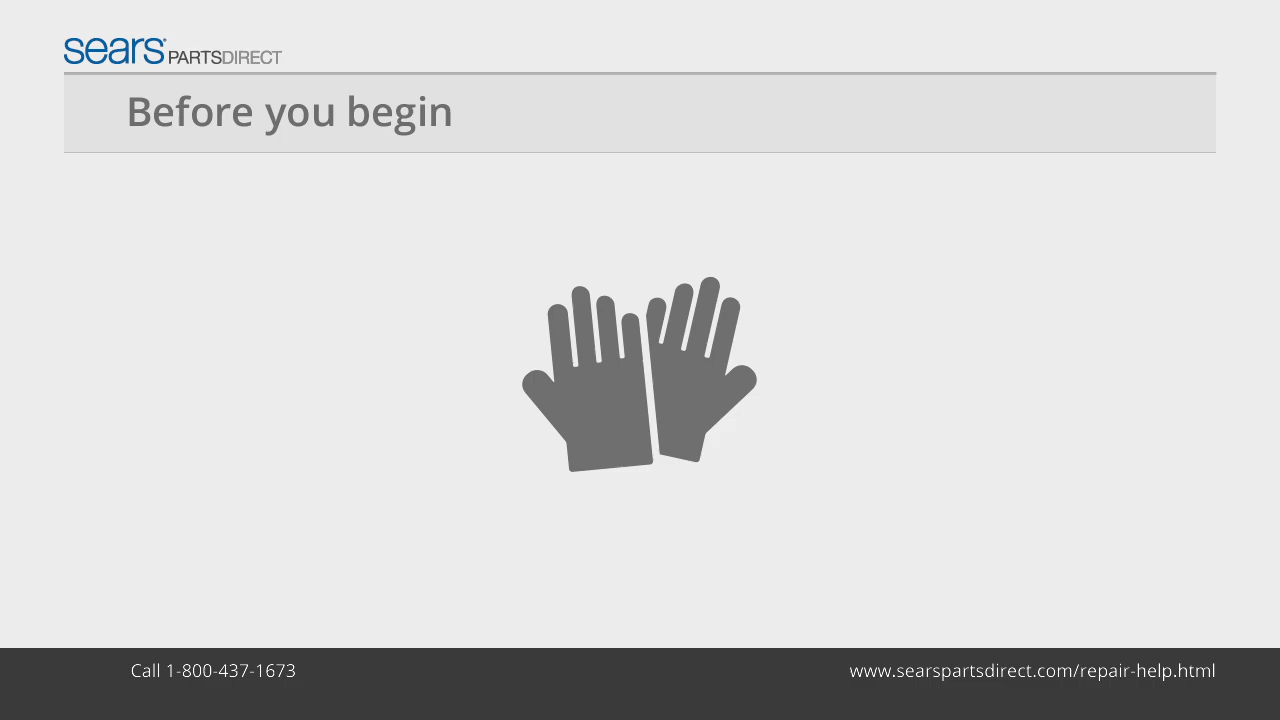 sears PARTSDIRECT
Before you begin
Call 1-800-437-1673
www.searspartsdirect.com/repair-help.html